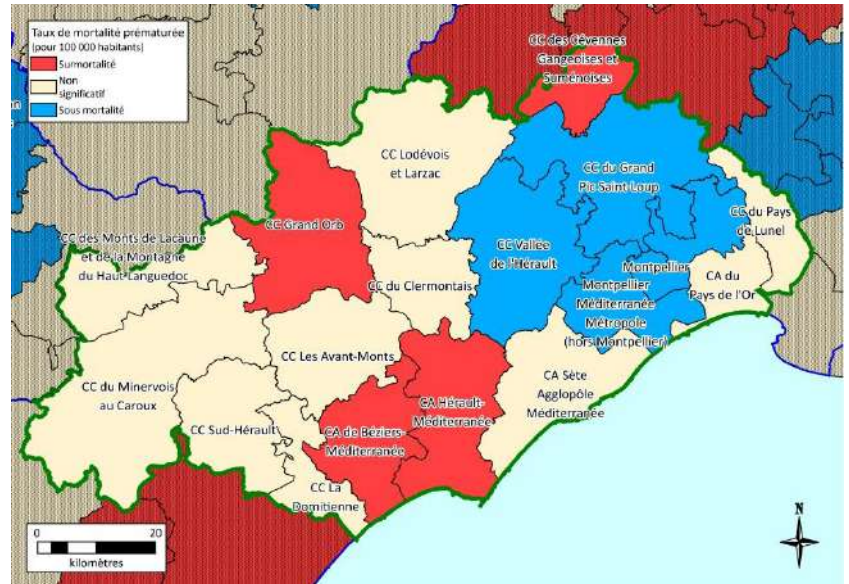 Taux de mortalité prématurée
(pour 100 000 habitants)
Surmortalité
Non
significatif
Sous mortalité
CC des Cévennes
Gangeoises et
Suménoises
CC Lodévois
et Larzac
CC du Grand
Pic Saint-Loup
CC Grand Orb
CC du Pays
de Lunel
CC des Monts de Lacaune
et de la Montagne
du Haut Languedoc
CC Vallée
de l'Hérault
CC du Clermontais
Montpellier
CA du
Pays de l'Or
Montpellier
Méditerranée
Métropole
(hors Montpellier)
CC Les Avant-Monts
CC du Minervois
au Caroux
CA Sète
Agglopôle
Méditerranée
CA Hérault-
Méditerranée
CC Sud-Hérault
CA de Béziers-
Méditerranée
CC La
Domitienne
0 20
kilomètres
N